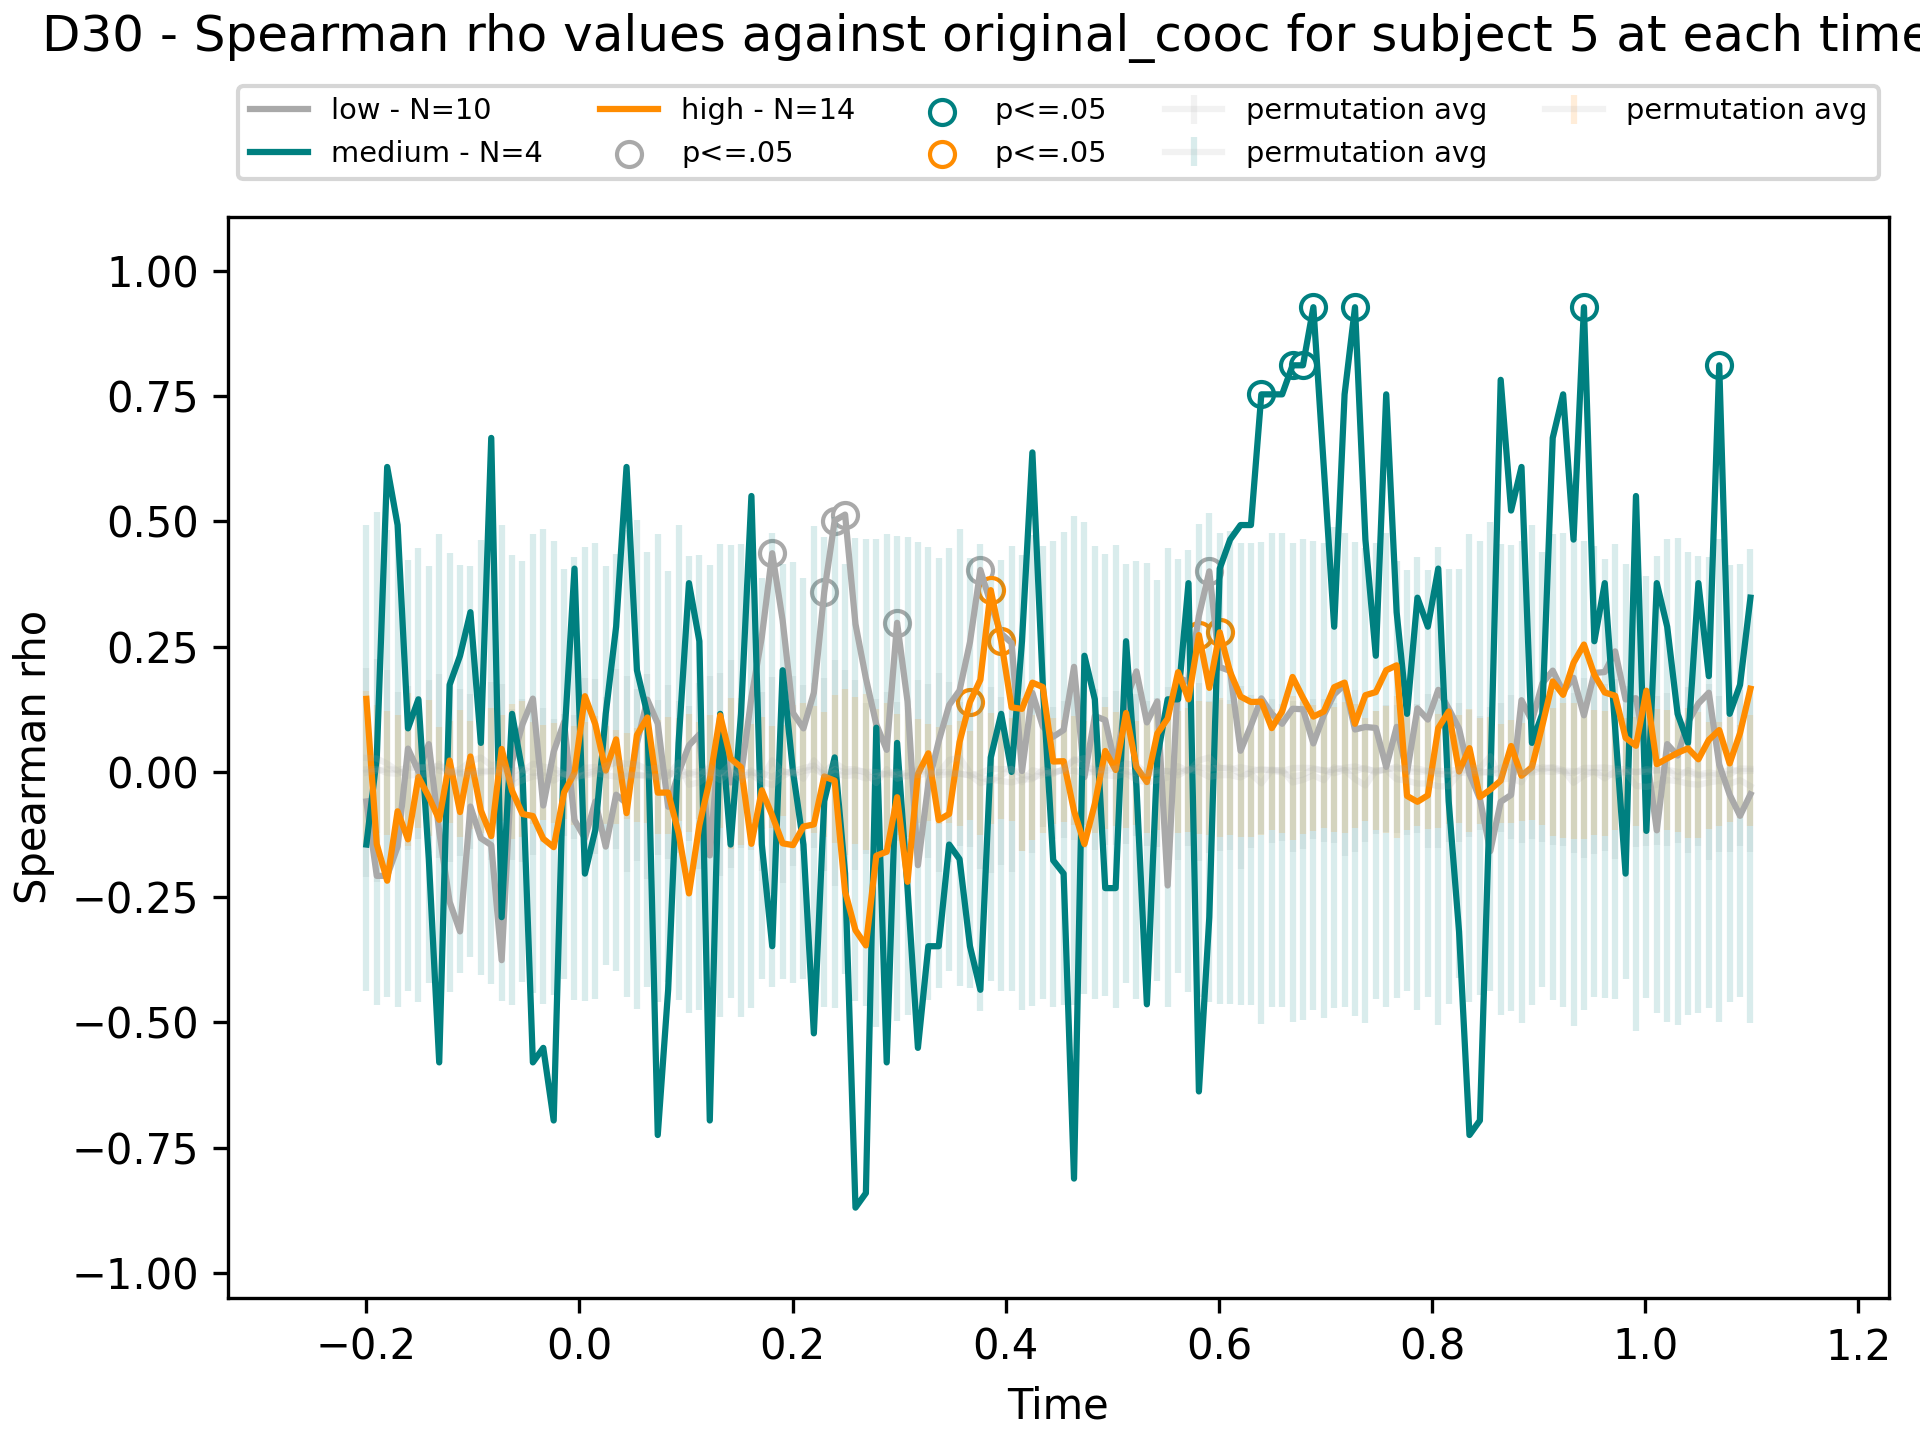 D30 - Spearman rho values against original_cooc for subject 5 at each time
low - N=10
medium - N=4
high - N=14
p<=.05
p<=.05
p<=.05
permutation avg
permutation avg
permutation avg
Spearman rho
1.00
0.75
0.50
0.25
0.00
−0.25
−0.50
−0.75
−1.00
−0.2
0.0
0.2
0.4
0.6
0.8
1.0
1.2
Time